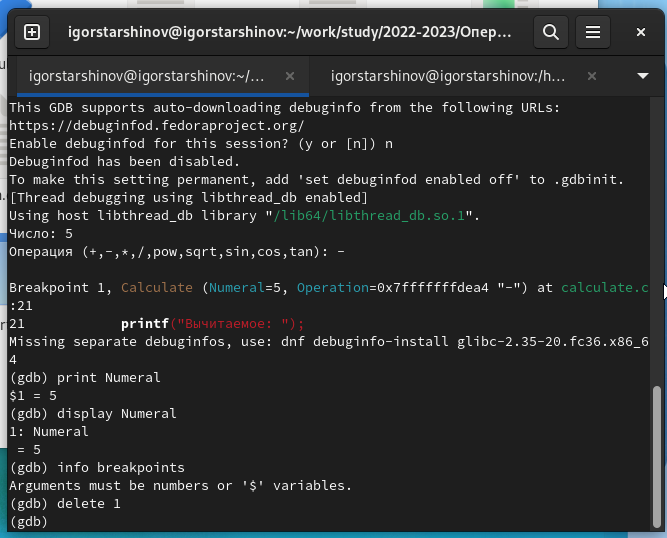 igorstarshinov@igorstarshinov:~/work/study/2022-2023/Опер…
igorstarshinov@igorstarshinov:~/…
igorstarshinov@igorstarshinov:/h…
This GDB supports auto-downloading debuginfo from the following URLs:
https://debuginfod.fedoraproject.org/
Enable debuginfod for this session? (y or [n]) n
Debuginfod has been disabled.
To make this setting permanent, add 'set debuginfod enabled off' to .gdbinit.
[Thread debugging using libthread_db enabled]
Using host libthread_db library "/lib64/libthread_db.so.1".
Число: 5
Операция (+,-,*,/,pow,sqrt,sin,cos,tan): -
Breakpoint 1, Calculate (Numeral=5, Operation=0x7fffffffdea4 "-") at calculate.c
:21
21 printf("Вычитаемое: ");
Missing separate debuginfos, use: dnf debuginfo-install glibc-2.35-20.fc36.x86_6
4
(gdb) print Numeral
$1 = 5
(gdb) display Numeral
1: Numeral
= 5
(gdb) info breakpoints
Arguments must be numbers or '$' variables.
(gdb) delete 1
(gdb)